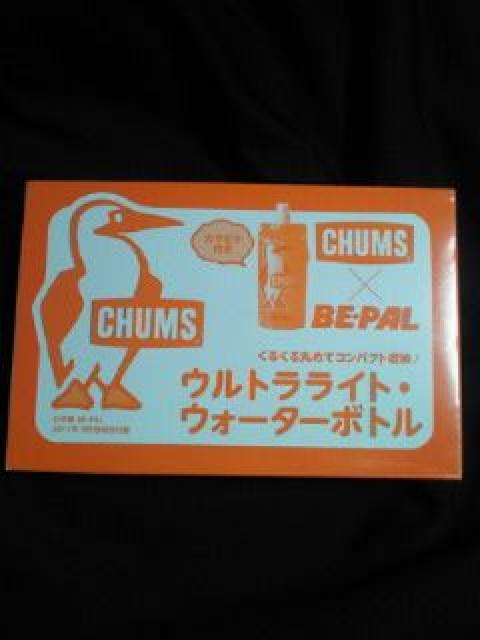 CHUMS
CHUMS
×
BE-PAL
くるくる丸めてコンパクト収納!
ウルトラライト・
ウォーターボトル